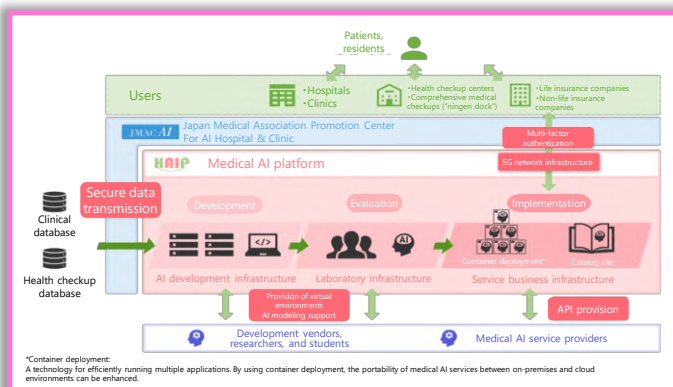 Patients,
residents
Users
・Hospitals
・Clinics
・Health checkup centers
・Comprehensive medical
checkups ("ningen dock")
・Life insurance companies
・Non-life insurance
companies
JMAC AI
Japan Medical Association Promotion Center
For AI Hospital & Clinic
Multi-factor
authentication
HAIP
Medical AI platform
5G network infrastructure
Secure data
transmission
Development
Evaluation
Implementation
Clinical
database
Health checkup
database
</>
AI
Container deployment*
Catalog site
AI development infrastructure
Laboratory infrastructure
Service business infrastructure
Provision of virtual
environments
AI modeling support
API provision
Development vendors,
researchers, and students
Medical AI service providers
*Container deployment:
A technology for efficiently running multiple applications. By using container deployment, the portability of medical AI services between on-premises and cloud
environments can be enhanced.